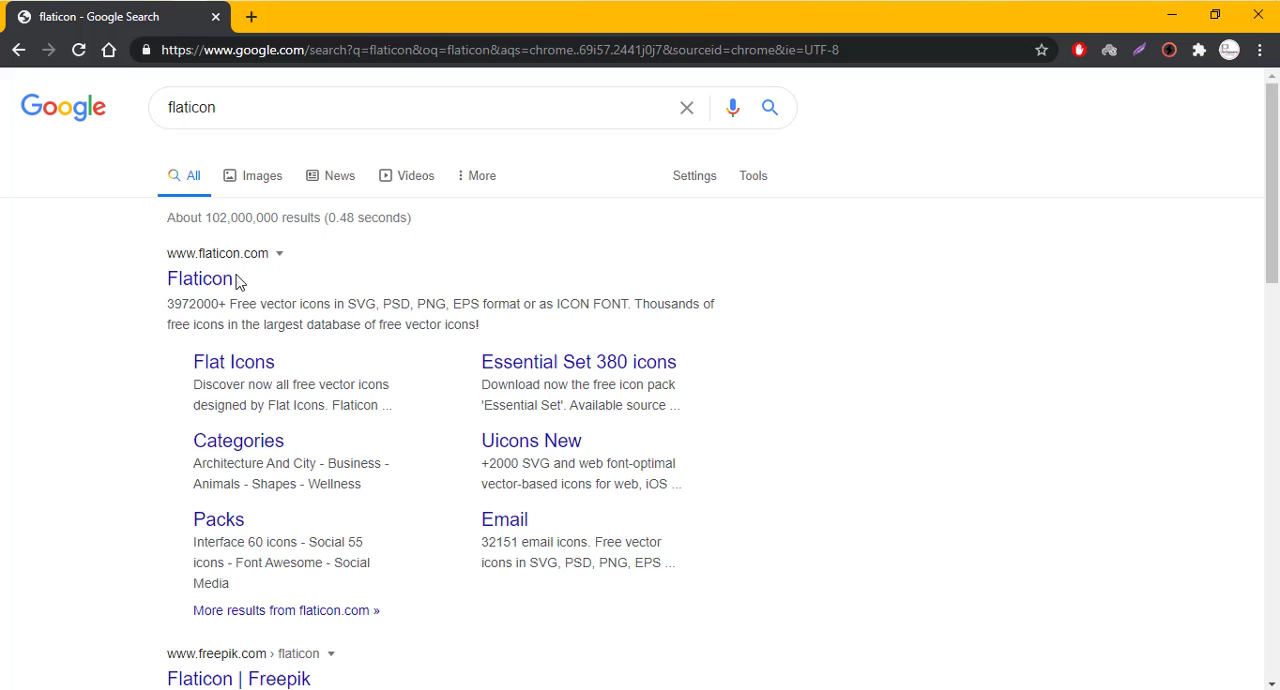 flaticon - Google Search
https://www.google.com/search?q=flaticon&oq=flaticon&aqs=chrome..69i57.2441j0j7&sourceid=chrome&ie=UTF-8
Google
flaticon
All Images News Videos More Settings Tools
About 102,000,000 results (0.48 seconds)
www.flaticon.com
Flaticon
3972000+ Free vector icons in SVG, PSD, PNG, EPS format or as ICON FONT. Thousands of
free icons in the largest database of free vector icons!
Flat Icons
Discover now all free vector icons
designed by Flat Icons. Flaticon ...
Essential Set 380 icons
Download now the free icon pack
'Essential Set'. Available source ...
Categories
Architecture And City - Business -
Animals - Shapes - Wellness
Uicons New
+2000 SVG and web font-optimal
vector-based icons for web, iOS ...
Packs
Interface 60 icons - Social 55
icons - Font Awesome - Social
Media
Email
32151 email icons. Free vector
icons in SVG, PSD, PNG, EPS ...
More results from flaticon.com »
www.freepik.com › flaticon
Flaticon | Freepik